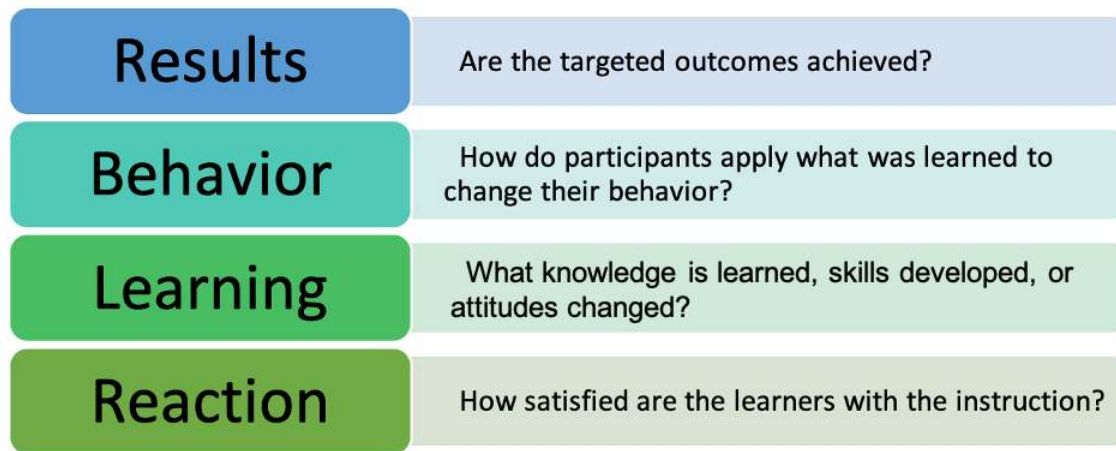 Results
Are the targeted outcomes achieved?
Behavior
How do participants apply what was learned to
change their behavior?
Learning
What knowledge is learned, skills developed, or
attitudes changed?
Reaction
How satisfied are the learners with the instruction?